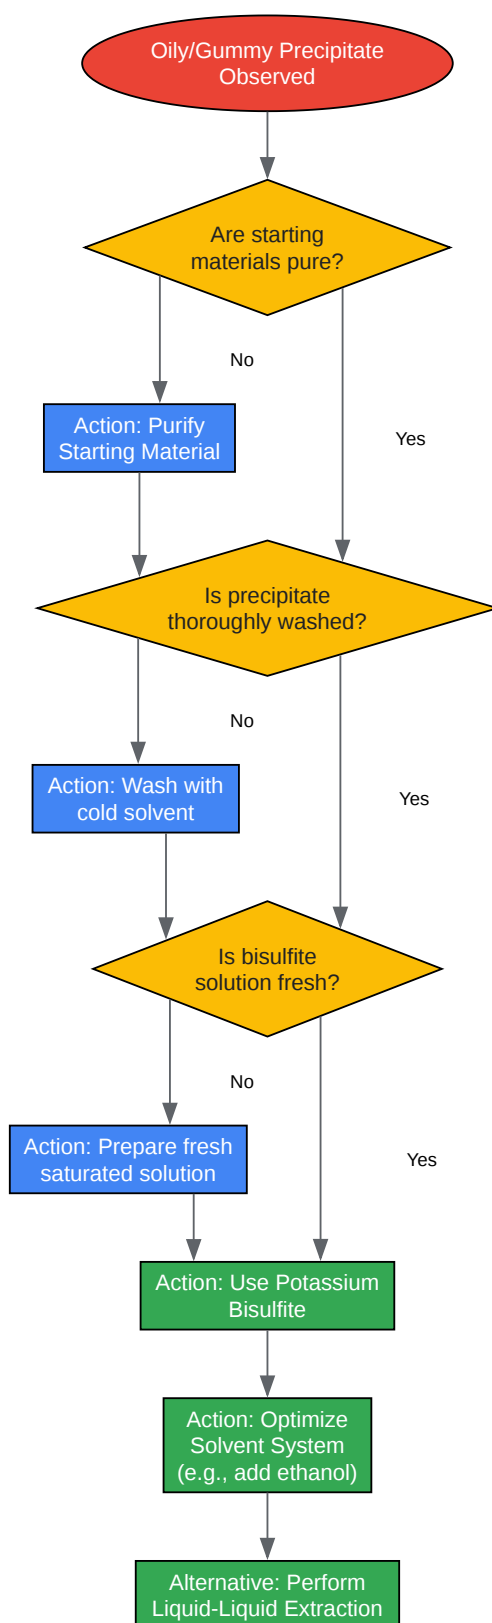 Oily/Gummy Precipitate
Observed
Are starting
materials pure?
No
Action: Purify
Starting Material
Yes
Is precipitate
thoroughly washed?
No
Action: Wash with
cold solvent
Yes
Is bisulfite
solution fresh?
No
Action: Prepare fresh
saturated solution
Yes
Action: Use Potassium
Bisulfite
Action: Optimize
Solvent System
(e.g., add ethanol)
Alternative: Perform
Liquid-Liquid Extraction